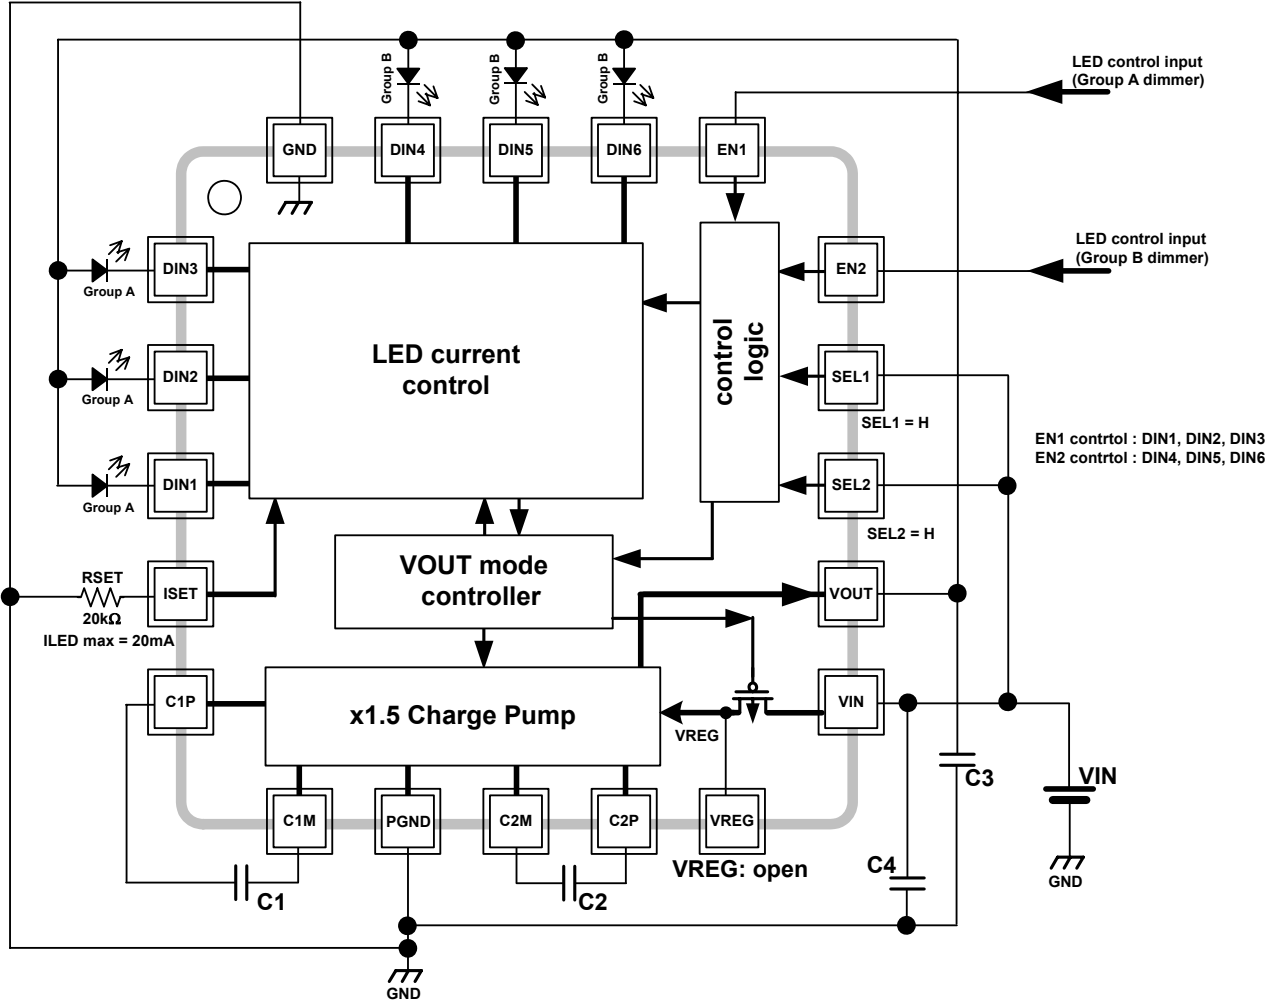 Group B
Group B
Group B
LED control input
(Group A dimmer)
GND
DIN4
DIN5
DIN6
EN1
LED control input
(Group B dimmer)
DIN3
Group A
EN2
LED current
control
control
logic
DIN2
Group A
SEL1
SEL1 = H
EN1 contrtol : DIN1, DIN2, DIN3
EN2 contrtol : DIN4, DIN5, DIN6
DIN1
Group A
SEL2
SEL2 = H
VOUT mode
controller
RSET
20kΩ
ILED max = 20mA
ISET
VOUT
C1P
x1.5 Charge Pump
VREG
VIN
C3
VIN
C1M
PGND
C2M
C2P
VREG
VREG: open
C4
GND
C1
C2
GND